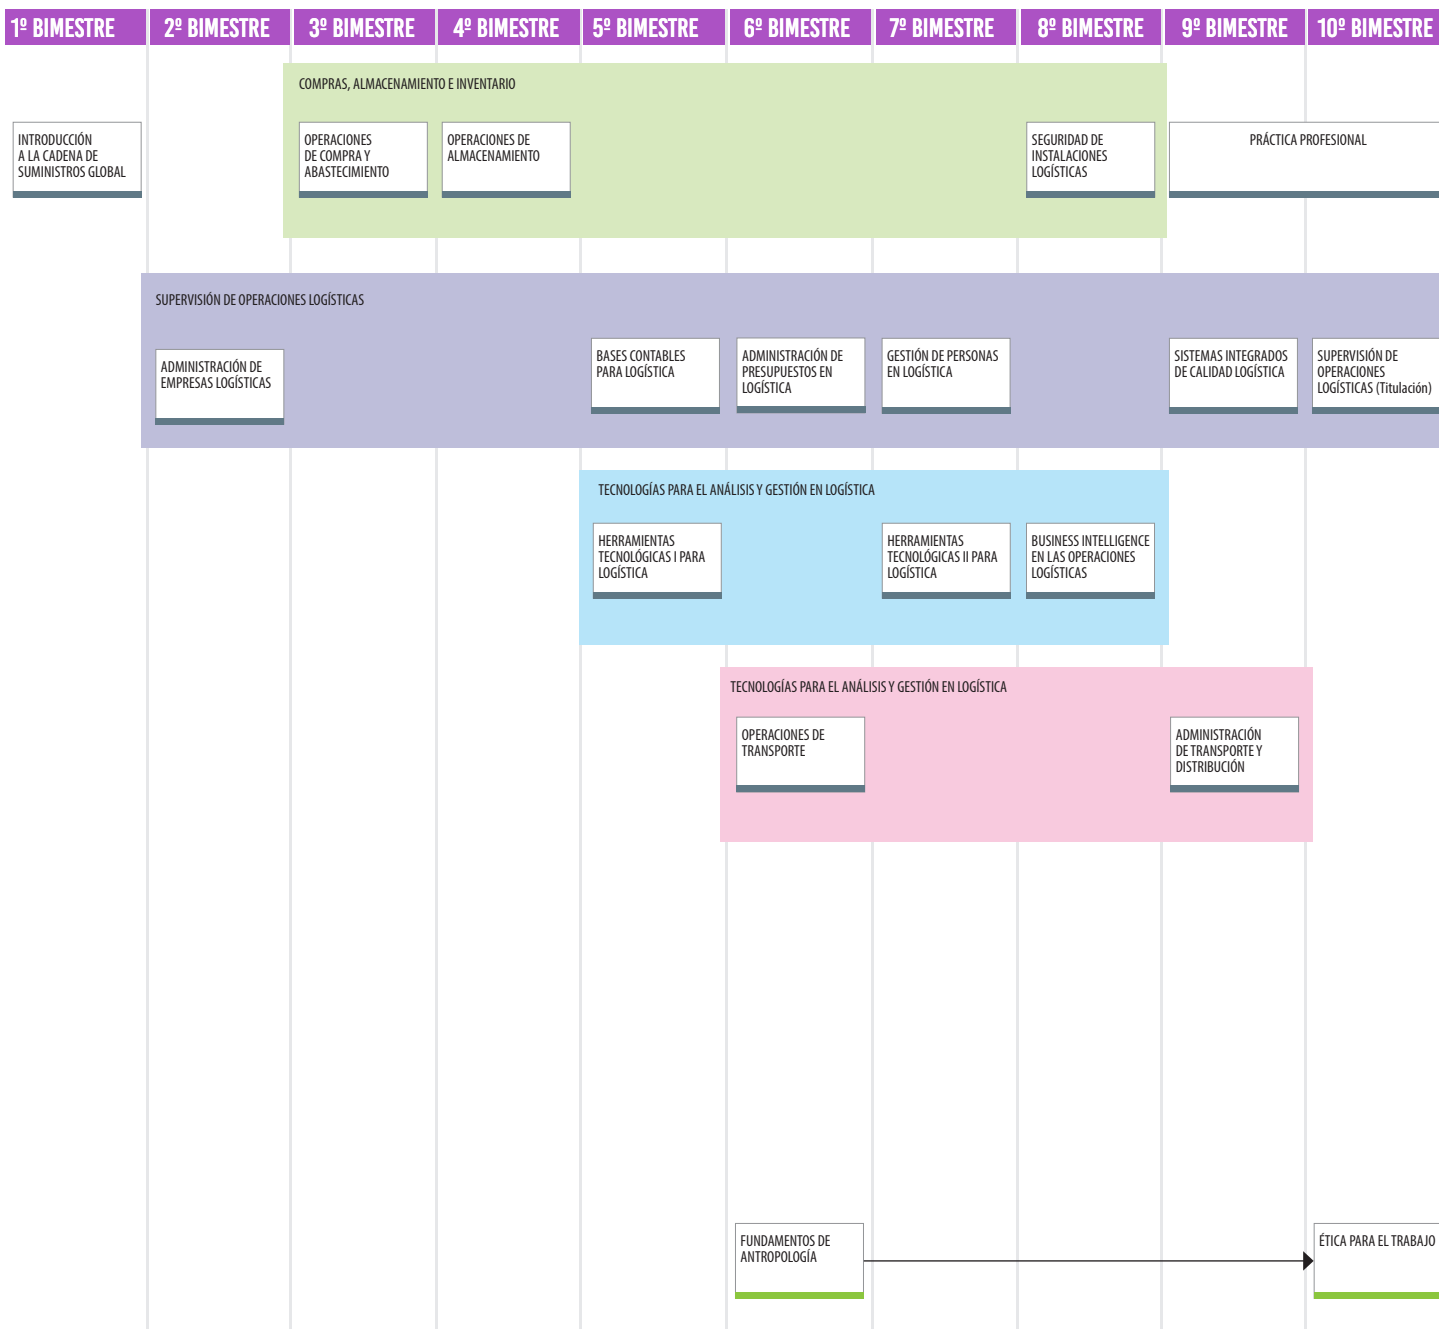 1º BIMESTRE
2º BIMESTRE
3º BIMESTRE
4º BIMESTRE
5º BIMESTRE
6º BIMESTRE
7º BIMESTRE
8º BIMESTRE
9º BIMESTRE
10º BIMESTRE
COMPRAS, ALMACENAMIENTO E INVENTARIO
INTRODUCCIÓN
A LA CADENA DE
SUMINISTROS GLOBAL
OPERACIONES
DE COMPRA Y
ABASTECIMIENTO
OPERACIONES DE
ALMACENAMIENTO
SEGURIDAD DE
INSTALACIONES
LOGÍSTICAS
PRÁCTICA PROFESIONAL
SUPERVISIÓN DE OPERACIONES LOGÍSTICAS
ADMINISTRACIÓN DE
EMPRESAS LOGÍSTICAS
BASES CONTABLES
PARA LOGÍSTICA
ADMINISTRACIÓN DE
PRESUPUESTOS EN
LOGÍSTICA
GESTIÓN DE PERSONAS
EN LOGÍSTICA
SISTEMAS INTEGRADOS
DE CALIDAD LOGÍSTICA
SUPERVISIÓN DE
OPERACIONES
LOGÍSTICAS (Titulación)
TECNOLOGÍAS PARA EL ANÁLISIS Y GESTIÓN EN LOGÍSTICA
HERRAMIENTAS
TECNOLÓGICAS I PARA
LOGÍSTICA
HERRAMIENTAS
TECNOLÓGICAS II PARA
LOGÍSTICA
BUSINESS INTELLIGENCE
EN LAS OPERACIONES
LOGÍSTICAS
TECNOLOGÍAS PARA EL ANÁLISIS Y GESTIÓN EN LOGÍSTICA
OPERACIONES DE
TRANSPORTE
ADMINISTRACIÓN
DE TRANSPORTE Y
DISTRIBUCIÓN
FUNDAMENTOS DE
ANTROPOLOGÍA
ÉTICA PARA EL TRABAJO